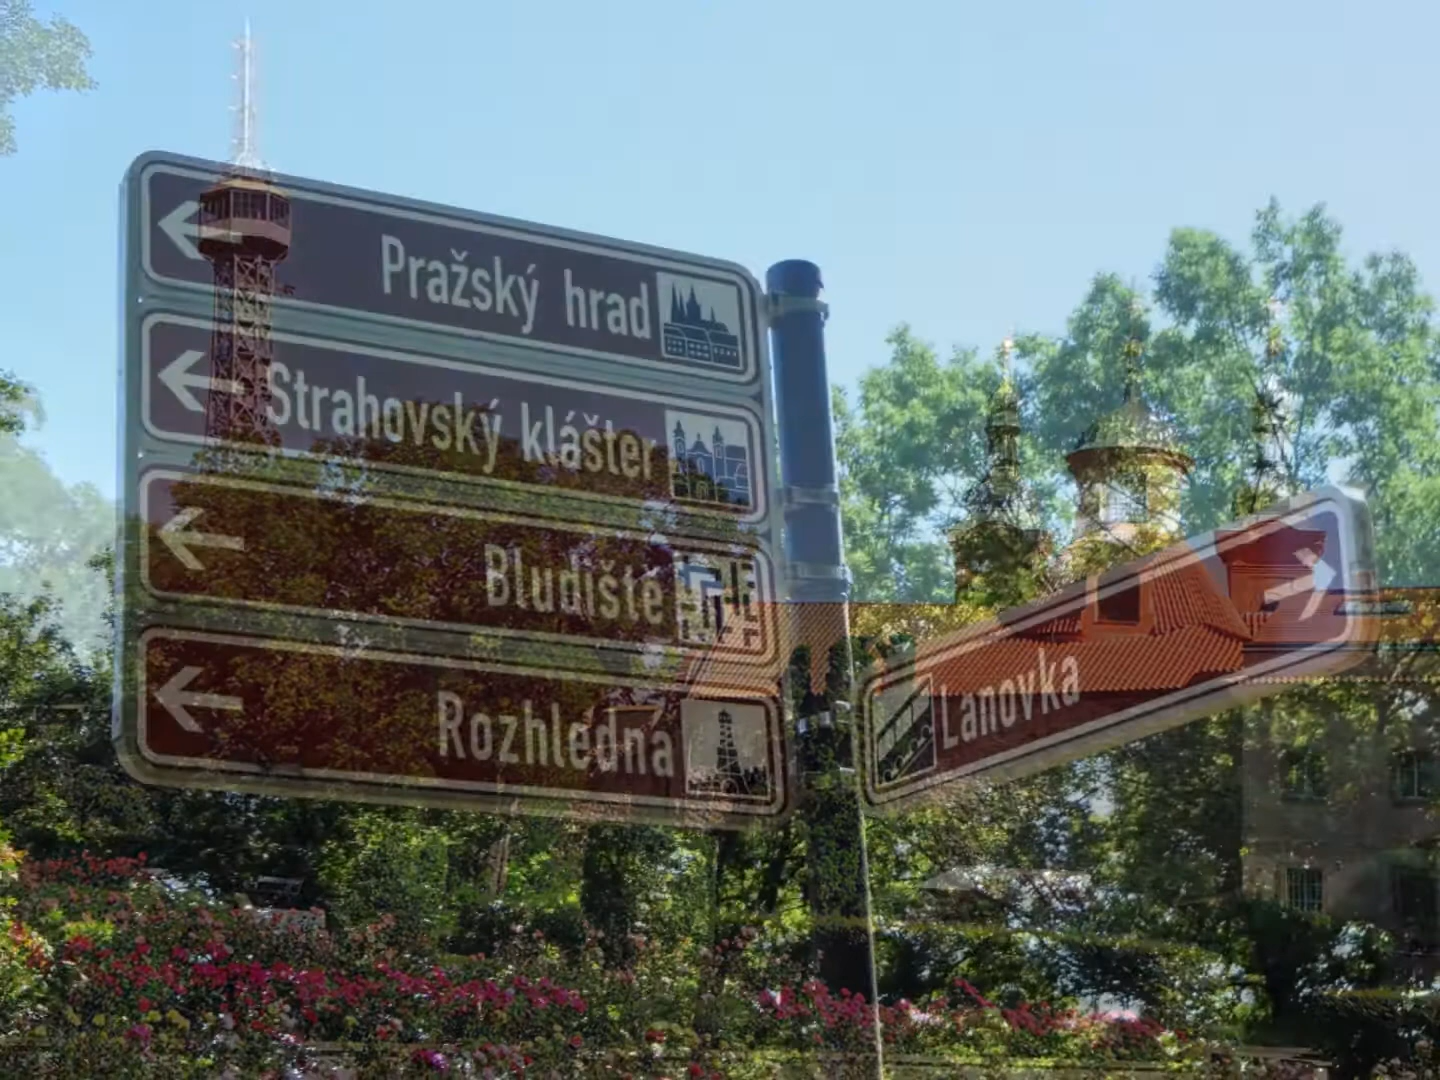 Pražský hrad
Strahovský klášter
Bludiště
Rozhledna
Lanovka